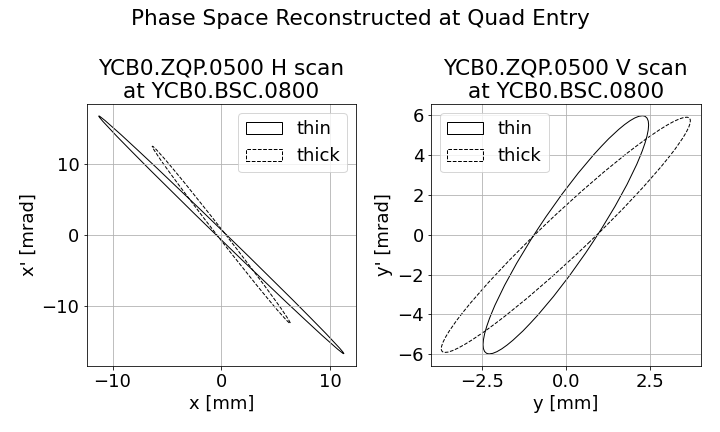 Phase Space Reconstructed at Quad Entry
YCB0.ZQP.0500 H scan
at YCB0.BSC.0800
thin
thick
10
0
−10
x' [mrad]
−10
0
10
x [mm]
YCB0.ZQP.0500 V scan
at YCB0.BSC.0800
thin
thick
6
4
2
0
−2
−4
−6
y' [mrad]
−2.5
0.0
2.5
y [mm]